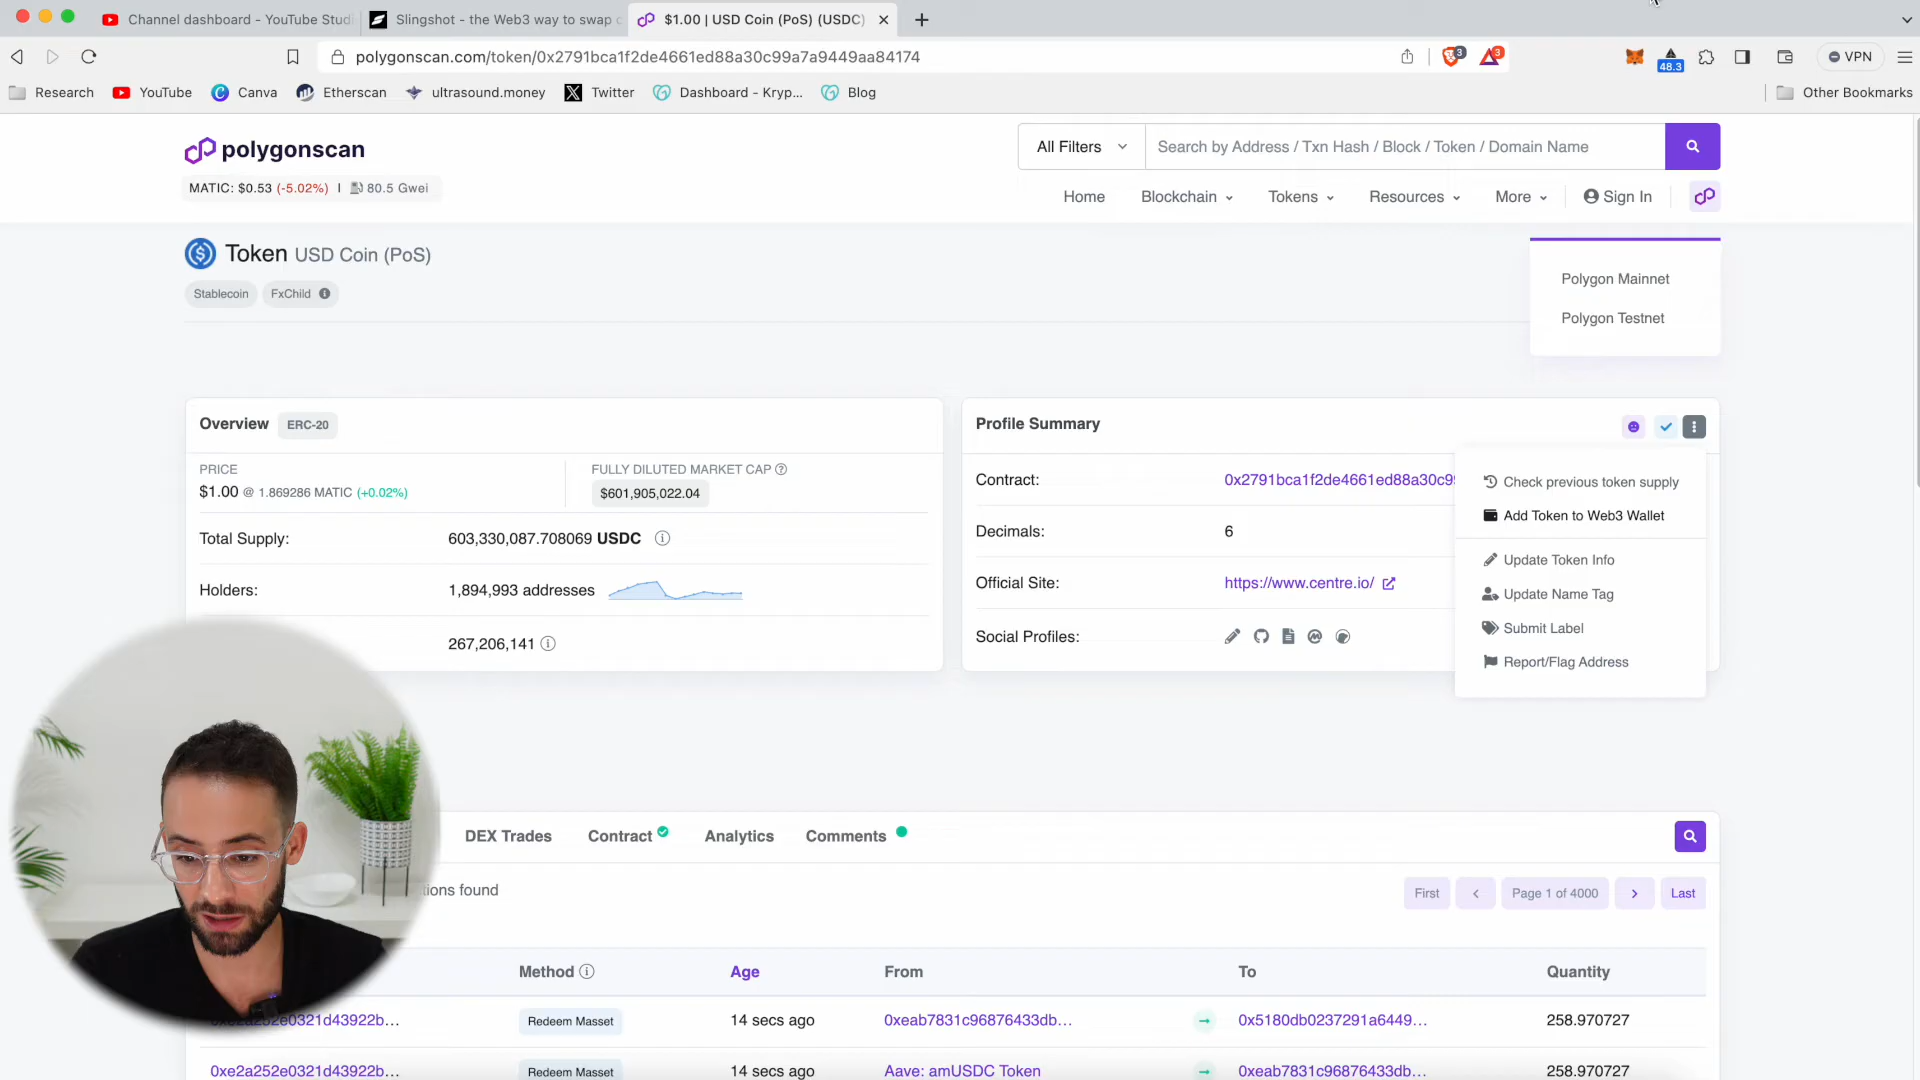 Channel dashboard - YouTube Studi
Slingshot - the Web3 way to swap c
$1.00 | USD Coin (PoS) (USDC)
polygonscan.com/token/0x2791bca1f2de4661ed88a30c99a7a9449aa84174
3
3
48.3
VPN
Research
YouTube
Canva
Etherscan
ultrasound.money
Twitter
Dashboard - Kryp...
Blog
Other Bookmarks
polygonscan
All Filters
Search by Address / Txn Hash / Block / Token / Domain Name
MATIC: $0.53 (-5.02%) | 80.5 Gwei
Home
Blockchain
Tokens
Resources
More
Sign In
Token USD Coin (PoS)
Stablecoin
FxChild
Polygon Mainnet
Polygon Testnet
Overview ERC-20
PRICE
$1.00 @ 1.869286 MATIC (+0.02%)
FULLY DILUTED MARKET CAP
$601,905,022.04
Total Supply:
603,330,087.708069 USDC
Holders:
1,894,993 addresses
267,206,141
Profile Summary
Contract:
0x2791bca1f2de4661ed88a30c9
Decimals:
6
Official Site:
https://www.centre.io/
Social Profiles:
Check previous token supply
Add Token to Web3 Wallet
Update Token Info
Update Name Tag
Submit Label
Report/Flag Address
DEX Trades
Contract
Analytics
Comments
tions found
First
Page 1 of 4000
Last
Method
Age
From
To
Quantity
0xe2a252e0321d43922b...
Redeem Masset
14 secs ago
0xeab7831c96876433db...
0x5180db0237291a6449...
258.970727
0xe2a252e0321d43922b...
Redeem Masset
14 secs ago
Aave: amUSDC Token
0xeab7831c96876433db...
258.970727